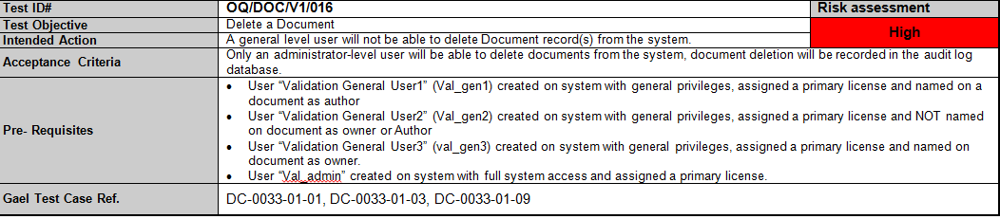 Test ID# OQ/DOC/V1/016 Risk assessment
Test Objective Delete a Document High
Intended Action A general level user will not be able to delete Document record(s) from the system.
Acceptance Criteria Only an administrator-level user will be able to delete documents from the system, document deletion will be recorded in the audit log
database.
Pre- Requisites
• User “Validation General User1” (Val_gen1) created on system with general privileges, assigned a primary license and named on a
document as author
• User “Validation General User2” (Val_gen2) created on system with general privileges, assigned a primary license and NOT named
on document as owner or Author
• User “Validation General User3” (val_gen3) created on system with general privileges, assigned a primary license and named on
document as owner.
• User “Val_admin” created on system with full system access and assigned a primary license.
Gael Test Case Ref. DC-0033-01-01, DC-0033-01-03, DC-0033-01-09